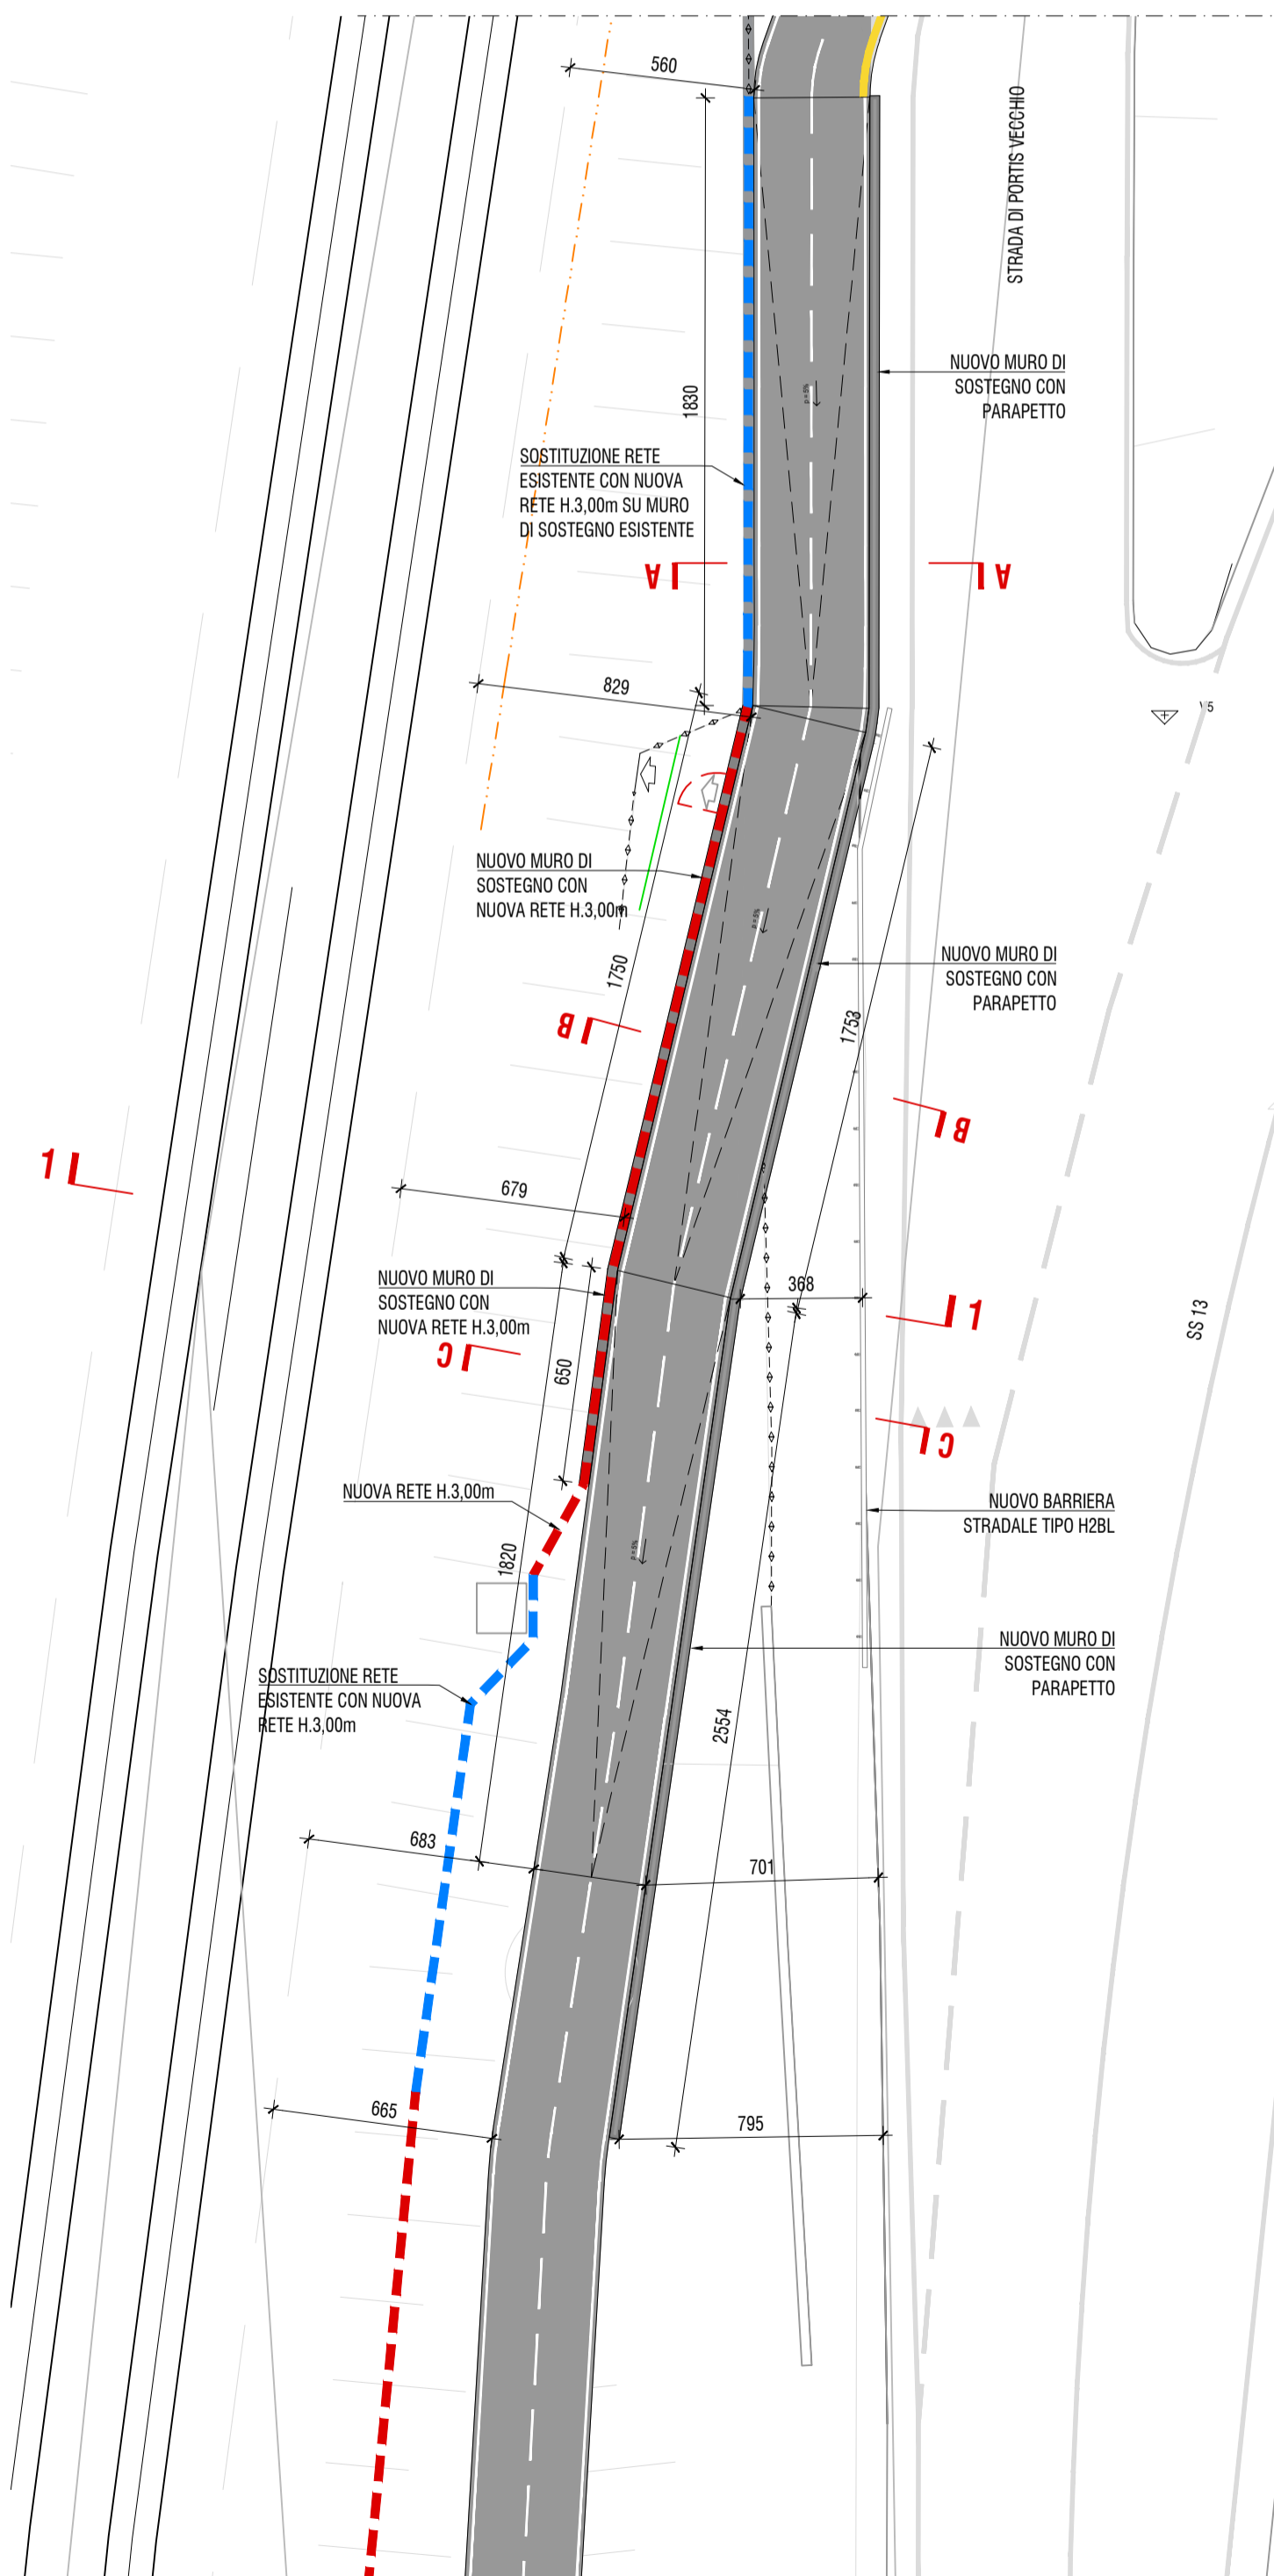 560
STRADA DI PORTIS VECCHIO
NUOVO MURO DI
SOSTEGNO CON
PARAPETTO
1830
p = 5%
SOSTITUZIONE RETE
ESISTENTE CON NUOVA
RETE H.3,00m SU MURO
DI SOSTEGNO ESISTENTE
A
A
829
NUOVO MURO DI
SOSTEGNO CON
NUOVA RETE H.3,00m
p = 5%
1750
NUOVO MURO DI
SOSTEGNO CON
PARAPETTO
1753
B
B
1
679
NUOVO MURO DI
SOSTEGNO CON
NUOVA RETE H.3,00m
368
1
SS 13
C
650
C
NUOVA RETE H.3,00m
NUOVO BARRIERA
STRADALE TIPO H2BL
1820
p = 5%
NUOVO MURO DI
SOSTEGNO CON
PARAPETTO
SOSTITUZIONE RETE
ESISTENTE CON NUOVA
RETE H.3,00m
2554
683
701
665
795